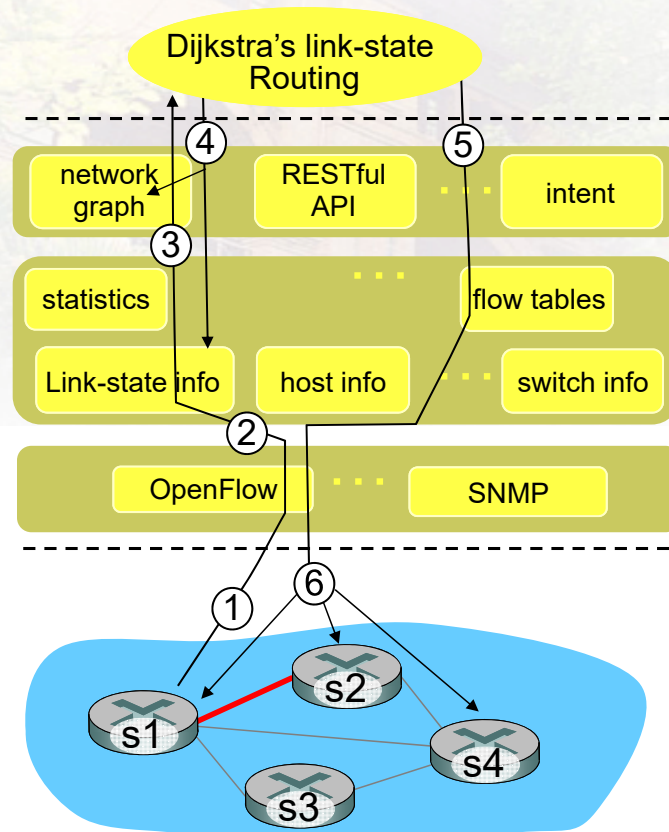 Dijkstra's link-state
Routing
4
5
network
graph
RESTful
API
. . .
intent
3
statistics
. . .
flow tables
Link-state info
host info
. . .
switch info
2
OpenFlow
. . .
SNMP
1
6
s2
s1
s4
s3